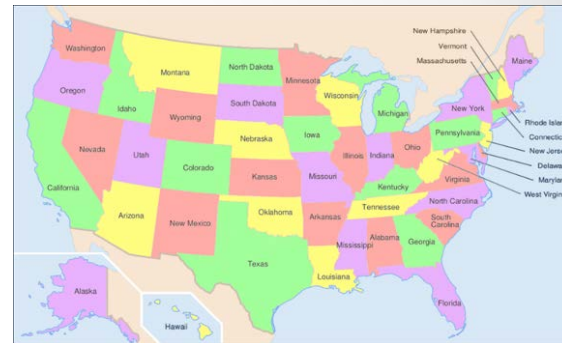 New Hampshire
Vermont
Massachusetts
Washington
Montana
North Dakota
Minnesota
Maine
Oregon
Idaho
South Dakota
Wisconsin
Michigan
New York
Rhode Islan
Wyoming
Connectic
Nebraska
Iowa
Pennsylvania
New Jerse
Nevada
Utah
Colorado
Illinois
Indiana
Ohio
Delawa
Marylan
California
Kansas
Missouri
Kentucky
Virginia
West Virgin
Arizona
New Mexico
Oklahoma
Arkansas
Tennessee
North Carolina
South
Carolina
Texas
Mississippi
Alabama
Georgia
Louisiana
Florida
Alaska
Hawaii